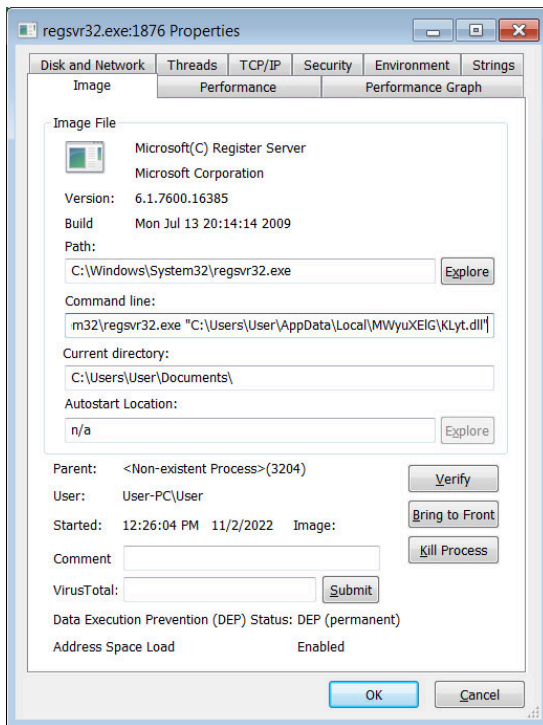 regsvr32.exe:1876 Properties
Disk and Network Threads TCP/IP Security Environment Strings
Image Performance Performance Graph
Image File
Microsoft(C) Register Server
Microsoft Corporation
Version: 6.1.7600.16385
Build Mon Jul 13 20:14:14 2009
Path:
C:\Windows\System32\regsvr32.exe Explore
Command line:
m32\regsvr32.exe "C:\Users\User\AppData\Local\MWyuXElG\KLyt.dll"
Current directory:
C:\Users\User\Documents\
Autostart Location:
n/a Explore
Parent: <Non-existent Process>(3204)
Verify
User: User-PC\User
Started: 12:26:04 PM 11/2/2022 Image:
Bring to Front
Comment
Kill Process
VirusTotal: Submit
Data Execution Prevention (DEP) Status: DEP (permanent)
Address Space Load Enabled
OK Cancel